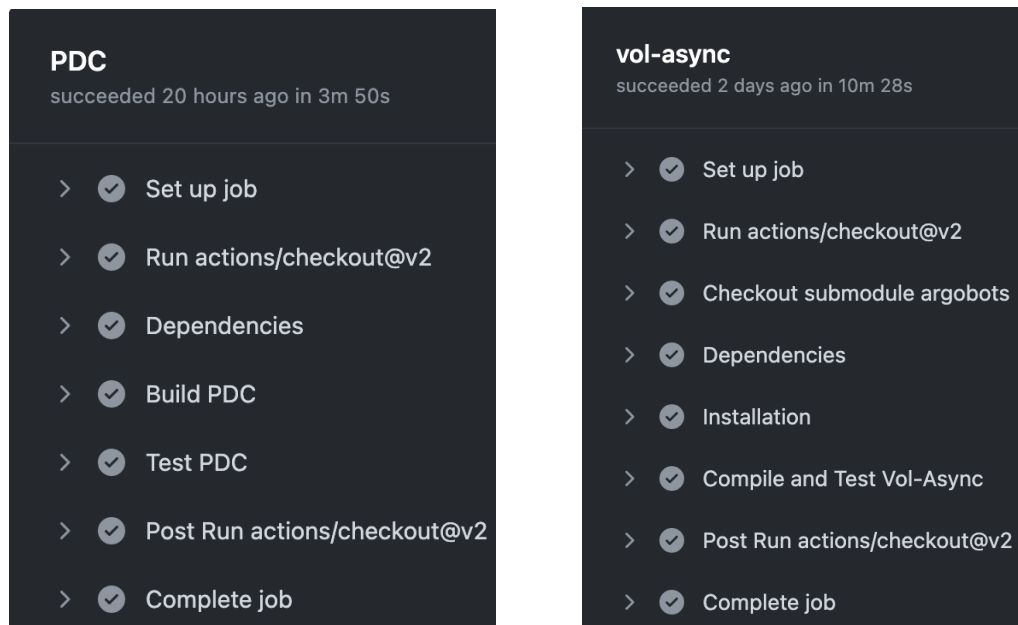 PDC
succeeded 20 hours ago in 3m 50s
Set up job
Run actions/checkout@v2
Dependencies
Build PDC
Test PDC
Post Run actions/checkout@v2
Complete job
vol-async
succeeded 2 days ago in 10m 28s
Set up job
Run actions/checkout@v2
Checkout submodule argobots
Dependencies
Installation
Compile and Test Vol-Async
Post Run actions/checkout@v2
Complete job